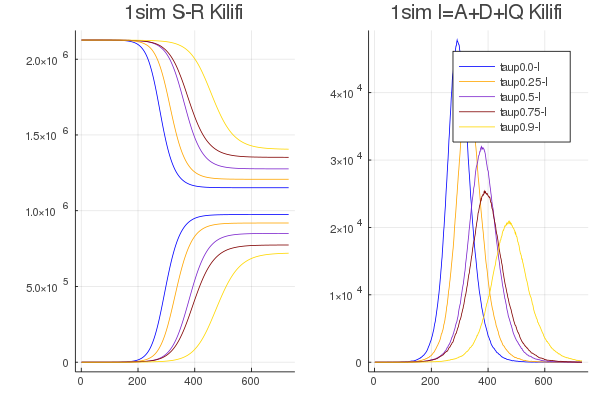 1sim S-R Kilifi
2.0×10 6
1.5×10 6
1.0×10 6
5.0×10 5
0
0 200 400 600
1sim I=A+D+IQ Kilifi
taup0.0-I
taup0.25-I
taup0.5-I
taup0.75-I
taup0.9-I
4×10 4
3×10 4
2×10 4
1×10 4
0
0 200 400 600